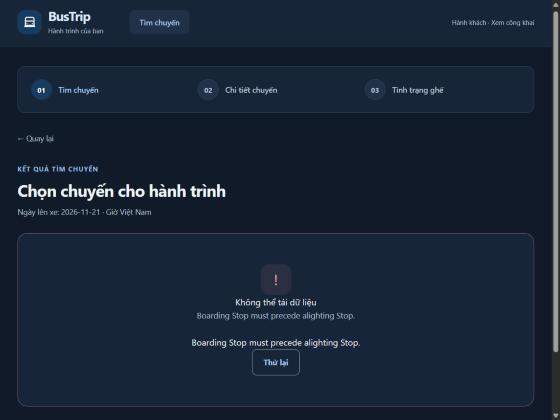 BusTrip
Hành trình của bạn
Tìm chuyến
Hành khách · Xem công khai
01 Tìm chuyến
02 Chi tiết chuyến
03 Tình trạng ghế
← Quay lại
KẾT QUẢ TÌM CHUYẾN
Chọn chuyến cho hành trình
Ngày lên xe: 2026-11-21 · Giờ Việt Nam
!
Không thể tải dữ liệu
Boarding Stop must precede alighting Stop.
Boarding Stop must precede alighting Stop.
Thử lại